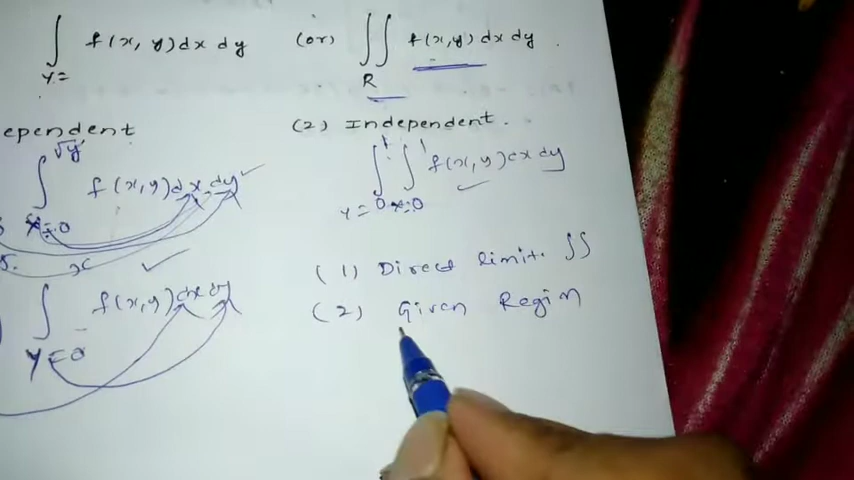 ∫ f(x, y)dx dy (or) ∬ f(x,y) dx dy .
y= R
ependent (2) Independent .
√y 1 1
∫ f(x,y)dx dy ∫ ∫ f(x,y) dx dy
x=0 y=0 x=0
x
(1) Direct limit. ∬
∫ f(x,y)dx dy (2) Given Region
y=0